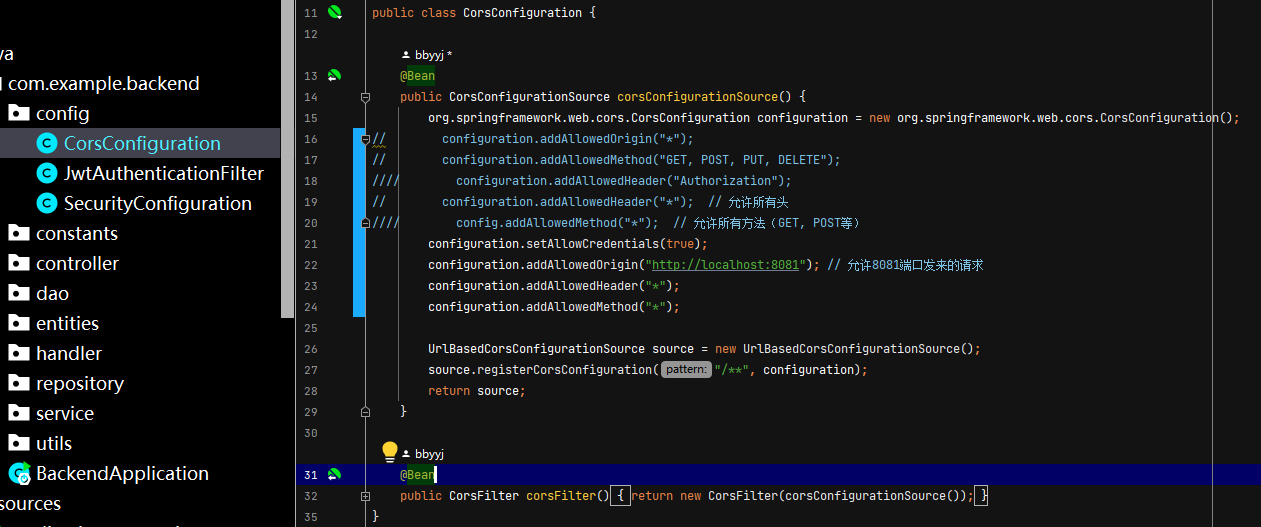 va
com.example.backend
config
CorsConfiguration
JwtAuthenticationFilter
SecurityConfiguration
constants
controller
dao
entities
handler
repository
service
utils
BackendApplication
sources
11 public class CorsConfiguration {
12
bbyyj *
13 @Bean
14 public CorsConfigurationSource corsConfigurationSource() {
15 org.springframework.web.cors.CorsConfiguration configuration = new org.springframework.web.cors.CorsConfiguration();
16 // configuration.addAllowedOrigin("*");
17 // configuration.addAllowedMethod("GET, POST, PUT, DELETE");
18 //// configuration.addAllowedHeader("Authorization");
19 // configuration.addAllowedHeader("*"); // 允许所有头
20 //// config.addAllowedMethod("*"); // 允许所有方法（GET, POST等）
21 configuration.setAllowCredentials(true);
22 configuration.addAllowedOrigin("http://localhost:8081"); // 允许8081端口发来的请求
23 configuration.addAllowedHeader("*");
24 configuration.addAllowedMethod("*");
25
26 UrlBasedCorsConfigurationSource source = new UrlBasedCorsConfigurationSource();
27 source.registerCorsConfiguration( pattern: "/**", configuration);
28 return source;
29 }
30
bbyyj
31 @Bean
32 public CorsFilter corsFilter() { return new CorsFilter(corsConfigurationSource()); }
35 }